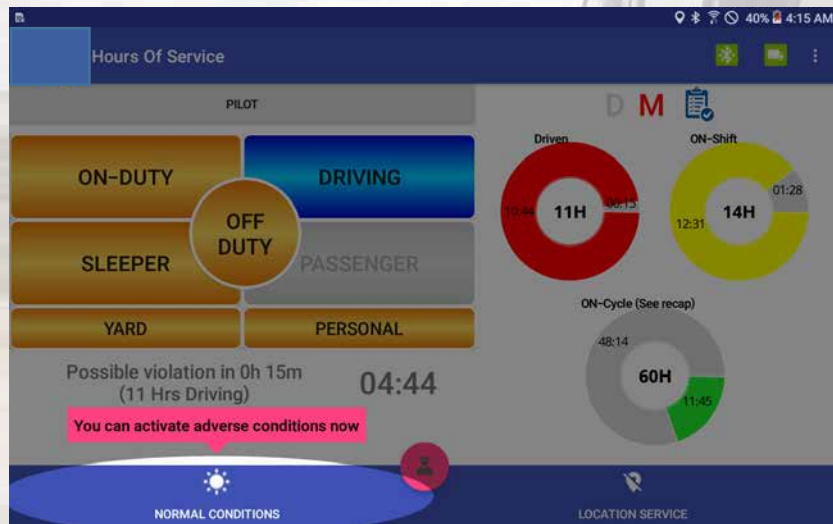 40% 4:15 AM
Hours Of Service
PILOT
ON-DUTY
DRIVING
OFF
DUTY
SLEEPER
PASSENGER
YARD
PERSONAL
Possible violation in 0h 15m
(11 Hrs Driving)
04:44
You can activate adverse conditions now
NORMAL CONDITIONS
D M
Driven
10:44
11H
00:15
ON-Shift
01:28
12:31
14H
ON-Cycle (See recap)
48:14
60H
11:45
LOCATION SERVICE